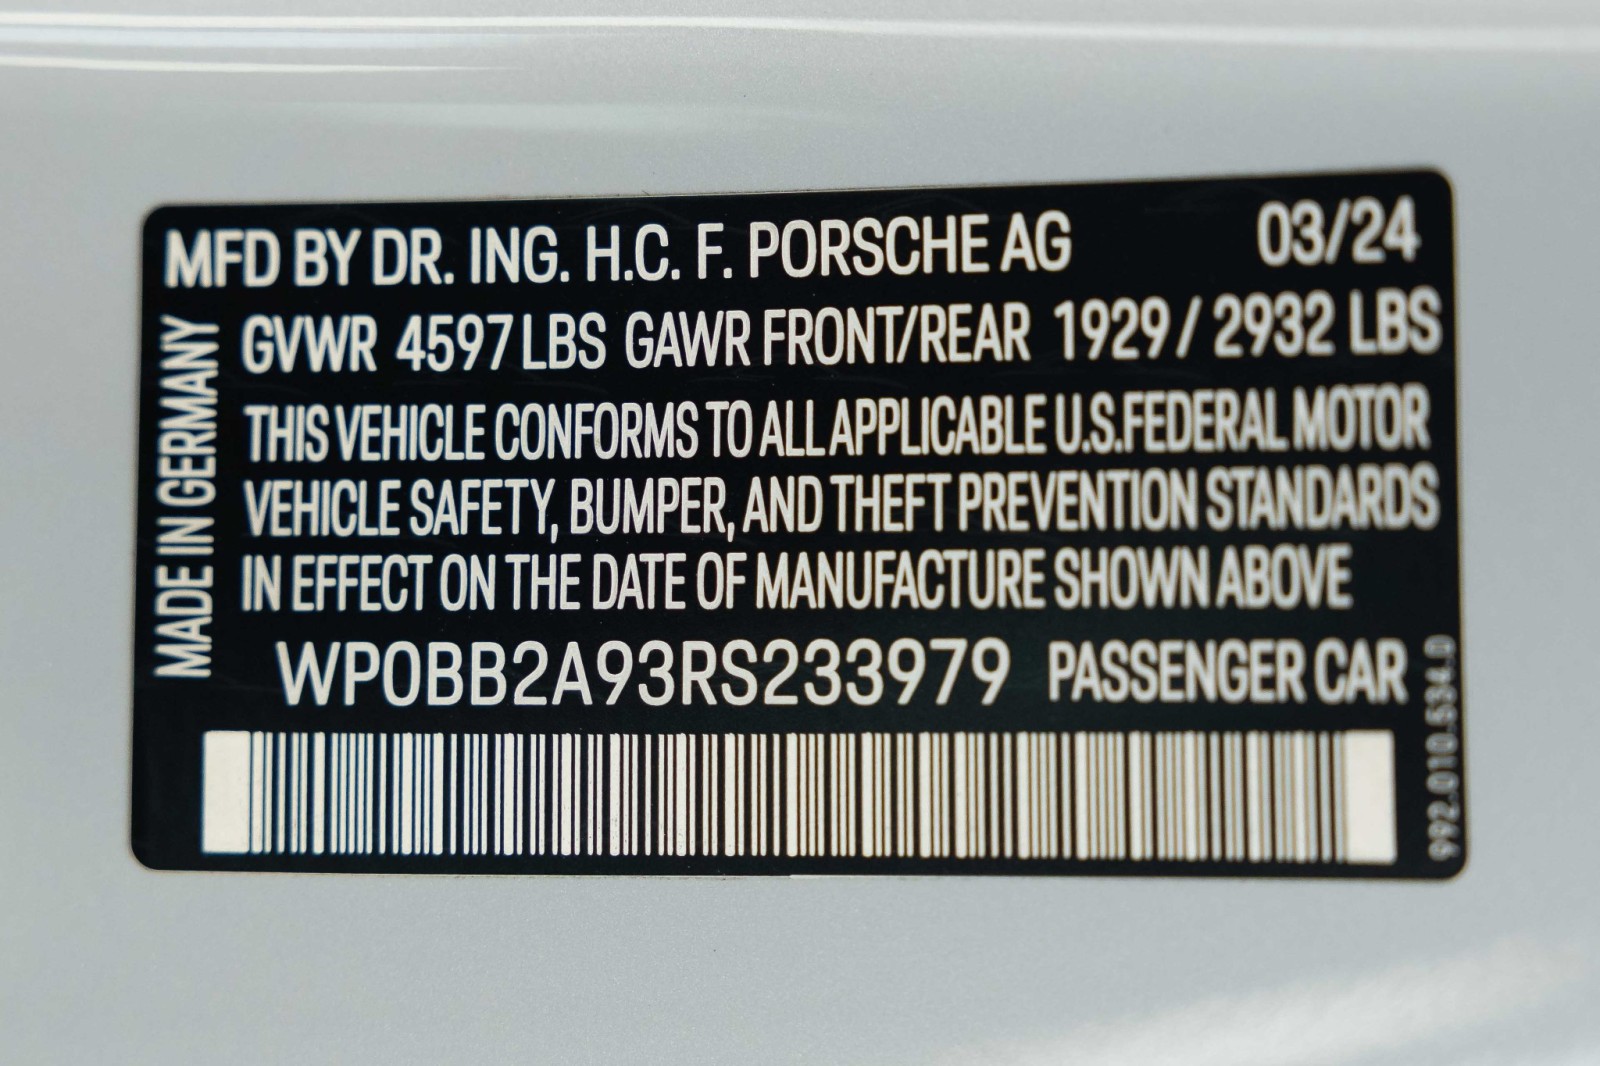 MFD BY DR. ING. H.C. F. PORSCHE AG 03/24
GVWR 4597 LBS GAWR FRONT/REAR 1929 / 2932 LBS
THIS VEHICLE CONFORMS TO ALL APPLICABLE U.S.FEDERAL MOTOR
VEHICLE SAFETY, BUMPER, AND THEFT PREVENTION STANDARDS
IN EFFECT ON THE DATE OF MANUFACTURE SHOWN ABOVE
WP0BB2A93RS233979 PASSENGER CAR
MADE IN GERMANY
992.010.534.D